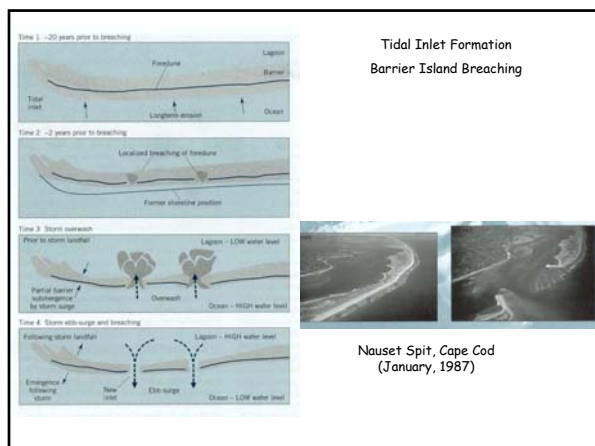 Time 1 ~20 years prior to breaching
Lagoon
Foredune
Barrier
Tidal
inlet
Longterm erosion
Ocean
Time 2 ~2 years prior to breaching
Localized breaching of foredune
Former shoreline position
Time 3 Storm overwash
Prior to storm landfall
Lagoon – LOW water level
Partial barrier
submergence
by storm surge
Overwash
Ocean – HIGH water level
Time 4 Storm ebb-surge and breaching
Following storm landfall
Lagoon – HIGH water level
Emergence
following
storm
New
inlet
Ebb-surge
Ocean – LOW water level
Tidal Inlet Formation
Barrier Island Breaching
Nauset Spit, Cape Cod
(January, 1987)